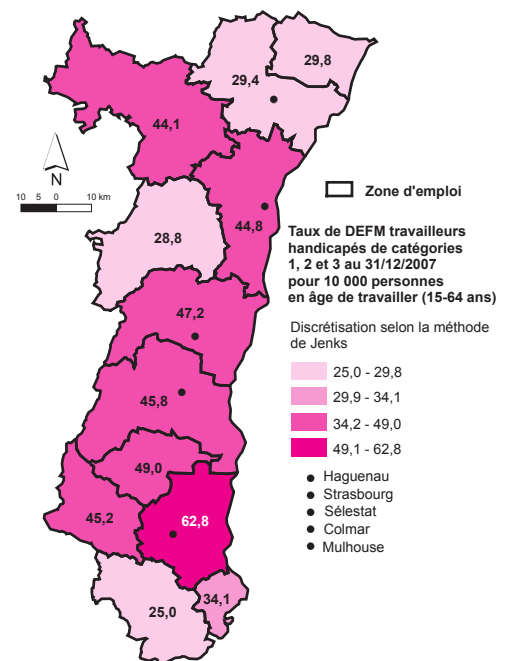 29,8
29,4
44,1
N
10 5 0 10 km
44,8
28,8
47,2
45,8
49,0
45,2
62,8
34,1
25,0
Zone d'emploi
Taux de DEFM travailleurs
handicapés de catégories
1, 2 et 3 au 31/12/2007
pour 10 000 personnes
en âge de travailler (15-64 ans)
Discrétisation selon la méthode
de Jenks
25,0 - 29,8
29,9 - 34,1
34,2 - 49,0
49,1 - 62,8
Haguenau
Strasbourg
Sélestat
Colmar
Mulhouse